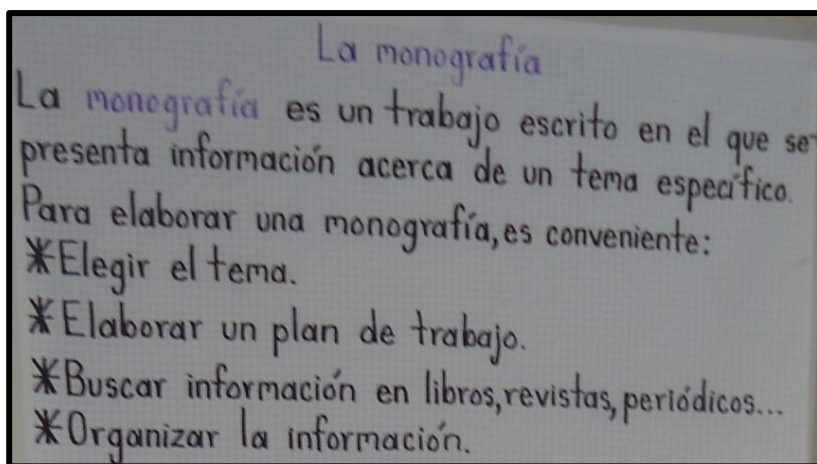 La monografía
La monografía es un trabajo escrito en el que se
presenta información acerca de un tema específico.
Para elaborar una monografía, es conveniente:
*Elegir el tema.
*Elaborar un plan de trabajo.
*Buscar información en libros, revistas, periódicos...
*Organizar la información.